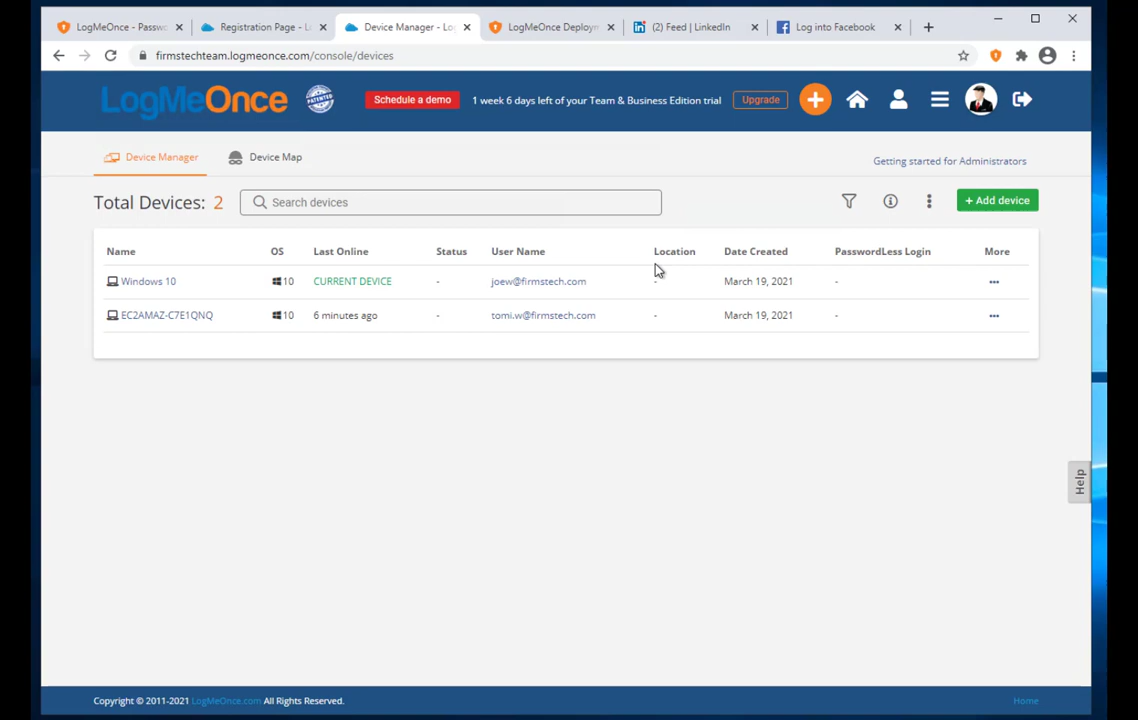 LogMeOnce - Passwo
Registration Page - L
Device Manager - Log
LogMeOnce Deploym
(2) Feed | LinkedIn
Log into Facebook
firmstechteam.logmeonce.com/console/devices
LogMeOnce
PATENTED
Schedule a demo
1 week 6 days left of your Team & Business Edition trial
Upgrade
Device Manager
Device Map
Getting started for Administrators
Total Devices: 2
Search devices
+ Add device
Name OS Last Online Status User Name Location Date Created PasswordLess Login More
Windows 10 10 CURRENT DEVICE - joew@firmstech.com - March 19, 2021 - •••
EC2AMAZ-C7E1QNQ 10 6 minutes ago - tomi.w@firmstech.com - March 19, 2021 - •••
Help
Copyright © 2011-2021 LogMeOnce.com All Rights Reserved.
Home